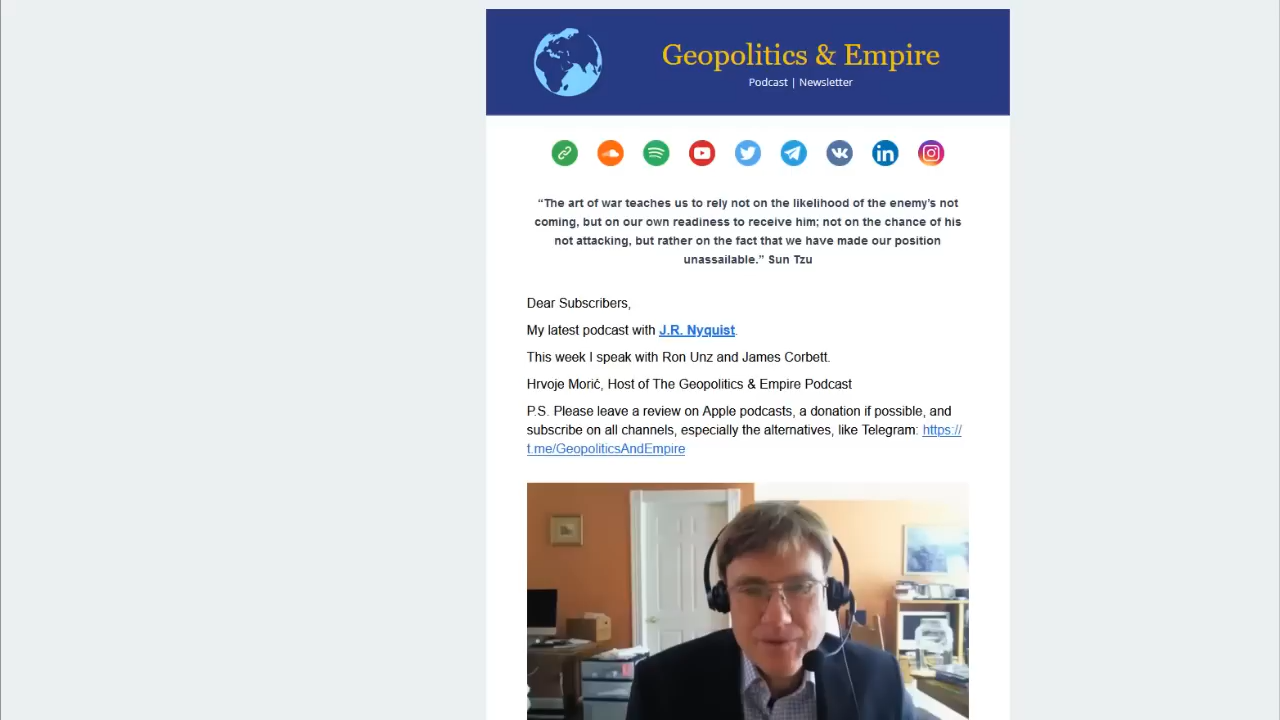 Geopolitics & Empire
Podcast | Newsletter
“The art of war teaches us to rely not on the likelihood of the enemy’s not
coming, but on our own readiness to receive him; not on the chance of his
not attacking, but rather on the fact that we have made our position
unassailable.” Sun Tzu
Dear Subscribers,
My latest podcast with J.R. Nyquist.
This week I speak with Ron Unz and James Corbett.
Hrvoje Morić, Host of The Geopolitics & Empire Podcast
P.S. Please leave a review on Apple podcasts, a donation if possible, and
subscribe on all channels, especially the alternatives, like Telegram: https://
t.me/GeopoliticsAndEmpire